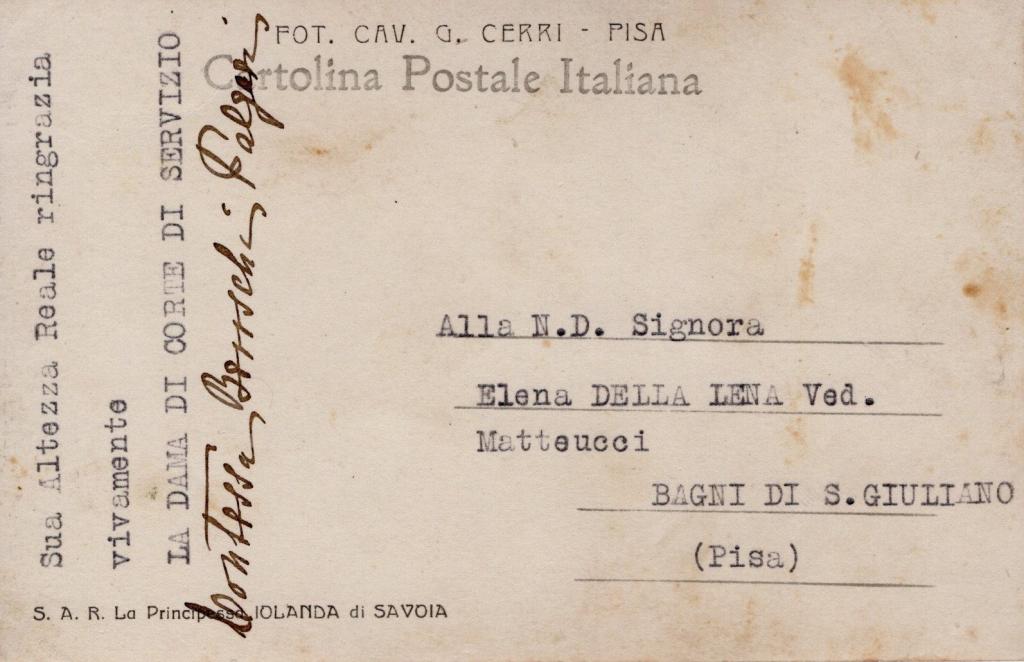 FOT. CAV. G. CERRI - PISA
Cartolina Postale Italiana
Sua Altezza Reale ringrazia
vivamente
LA DAMA DI CORTE DI SERVIZIO
Contessa
Alla N.D. Signora
Elena DELLA LENA Ved.
Matteucci
BAGNI DI S.GIULIANO
(Pisa)
S. A. R. La Principessa IOLANDA di SAVOIA